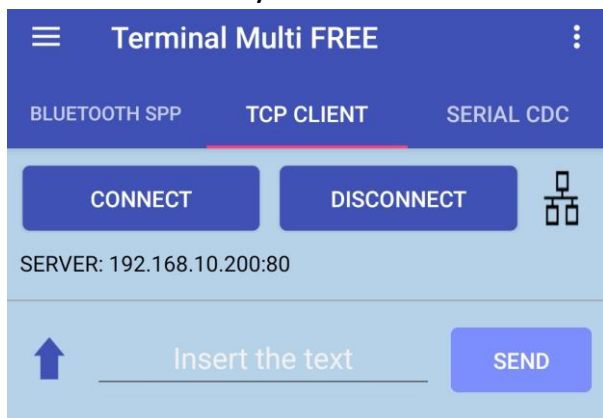 Terminal Multi FREE
BLUETOOTH SPP TCP CLIENT SERIAL CDC
CONNECT DISCONNECT
SERVER: 192.168.10.200:80
Insert the text SEND